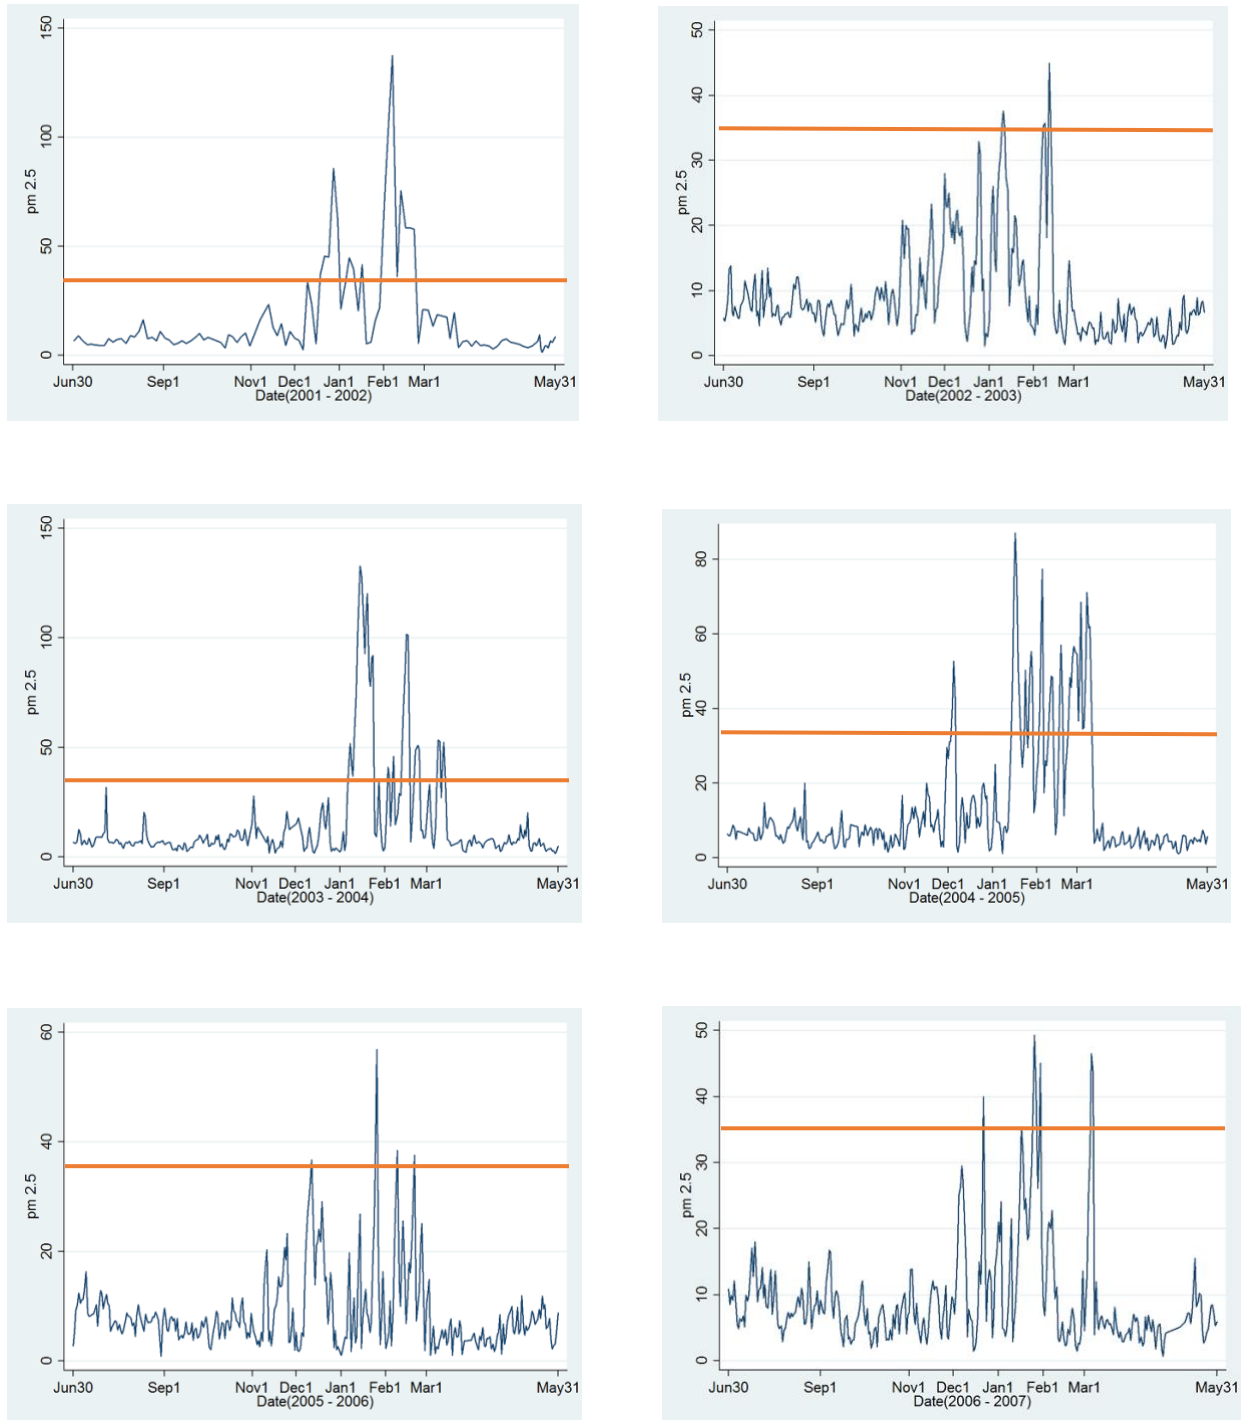 150
100
50
0
pm 2.5
Jun30 Sep1 Nov1 Dec1 Jan1 Feb1 Mar1 May31
Date(2001 - 2002)
50
40
30
20
10
0
pm 2.5
Jun30 Sep1 Nov1 Dec1 Jan1 Feb1 Mar1 May31
Date(2002 - 2003)
150
100
50
0
pm 2.5
Jun30 Sep1 Nov1 Dec1 Jan1 Feb1 Mar1 May31
Date(2003 - 2004)
80
60
40
20
0
pm 2.5
Jun30 Sep1 Nov1 Dec1 Jan1 Feb1 Mar1 May31
Date(2004 - 2005)
60
40
20
0
pm 2.5
Jun30 Sep1 Nov1 Dec1 Jan1 Feb1 Mar1 May31
Date(2005 - 2006)
50
40
30
20
10
0
pm 2.5
Jun30 Sep1 Nov1 Dec1 Jan1 Feb1 Mar1 May31
Date(2006 - 2007)